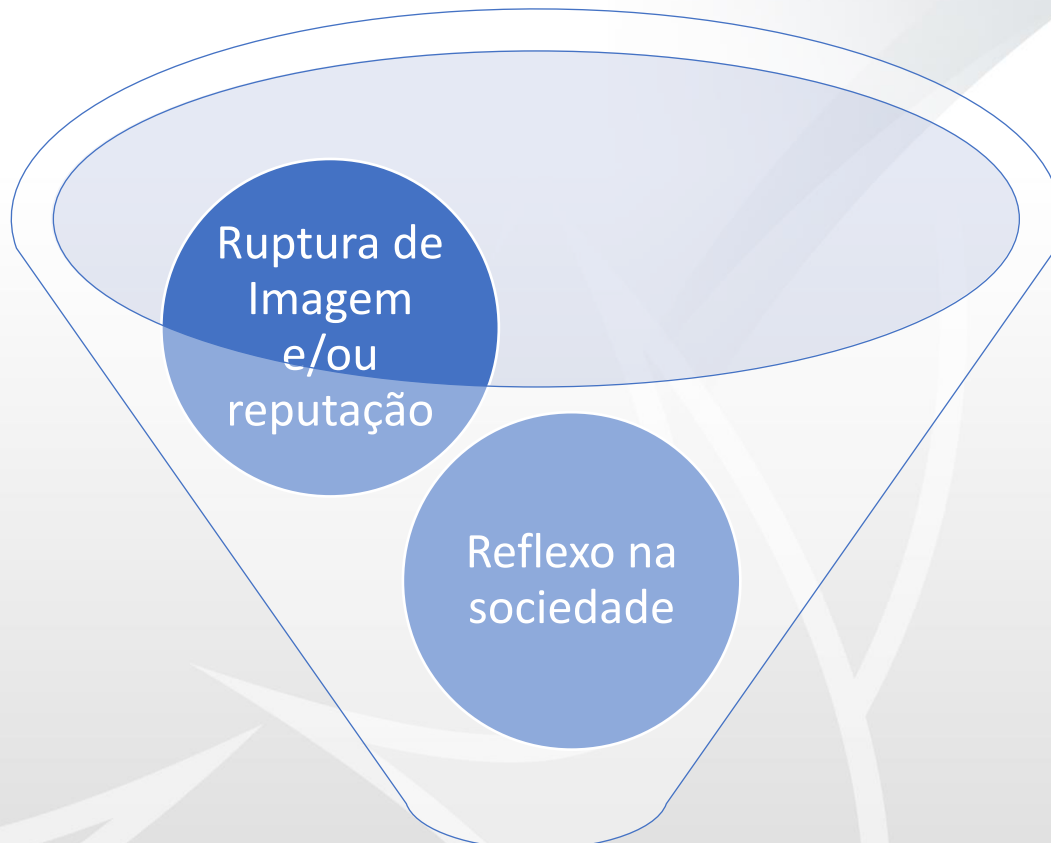 Ruptura de
Imagem
e/ou
reputação
Reflexo na
sociedade